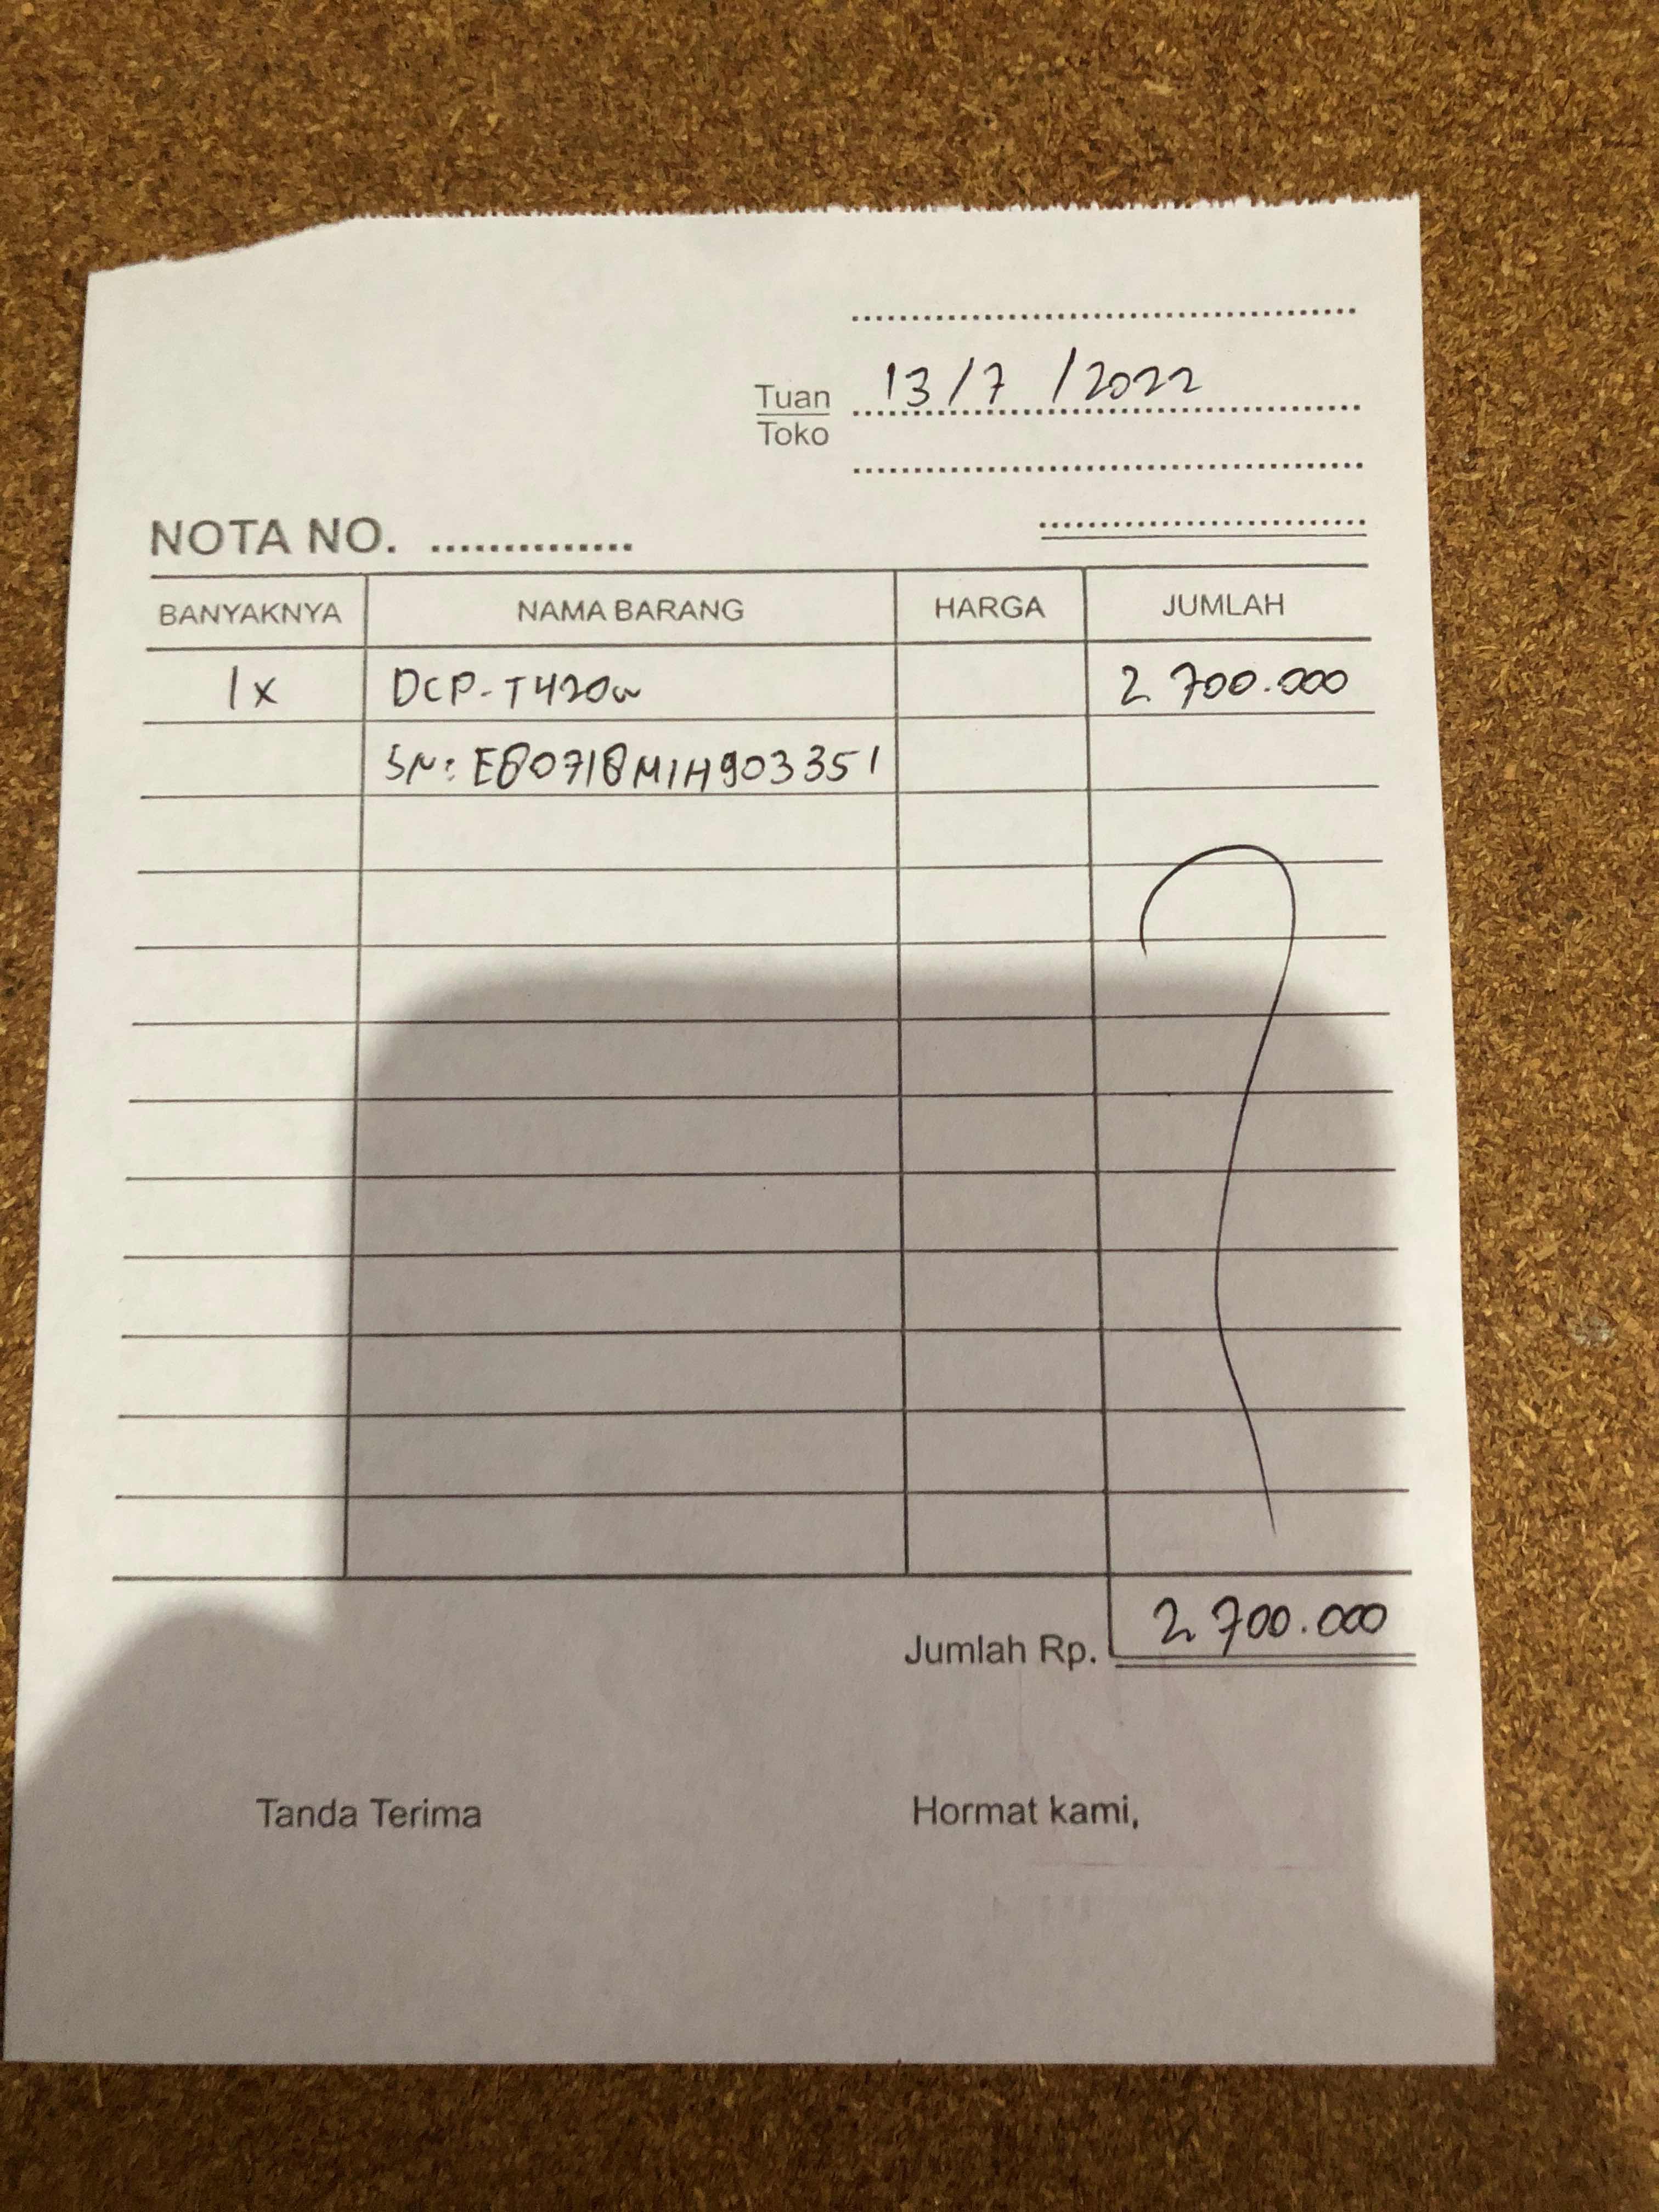 13/7/2022
Tuan
Toko
NOTA NO. ..............
BANYAKNYA NAMA BARANG HARGA JUMLAH
1x DCP-T420w 2.700.000
SN: E80718M1H903351
Jumlah Rp. 2.700.000
Tanda Terima Hormat kami,